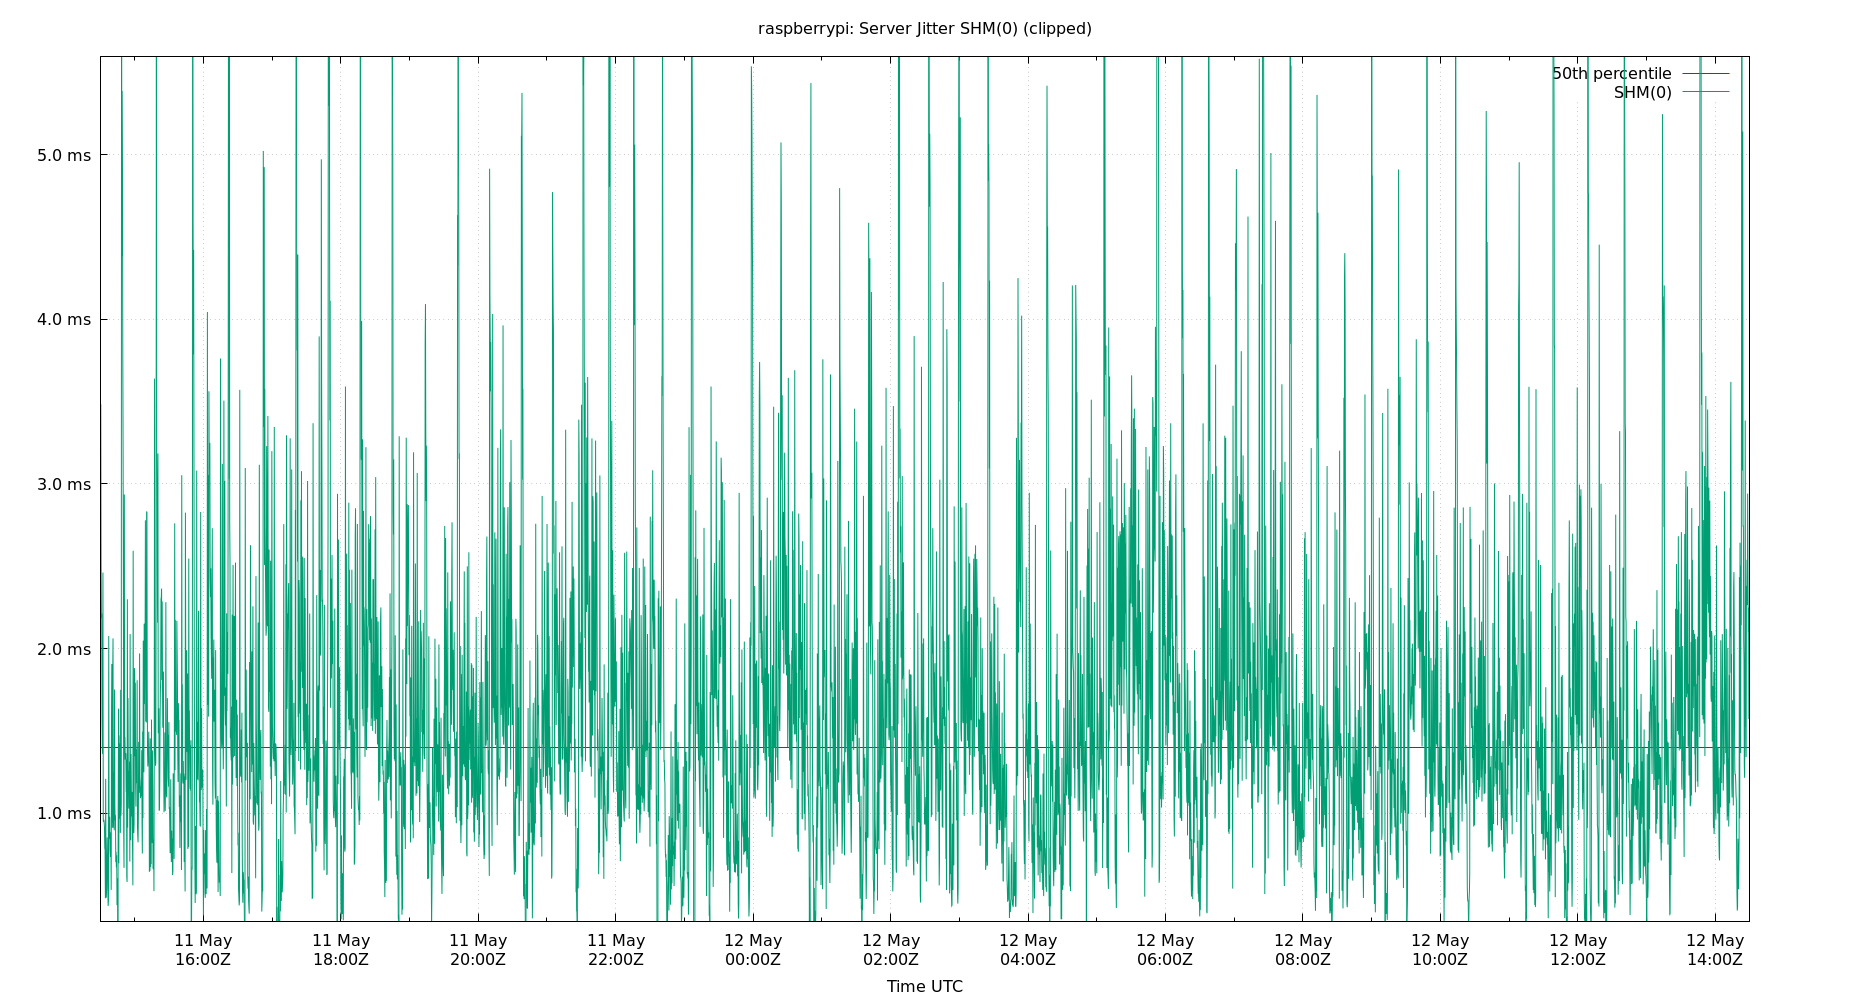 raspberrypi: Server Jitter SHM(0) (clipped)
50th percentile
SHM(0)
5.0 ms
4.0 ms
3.0 ms
2.0 ms
1.0 ms
11 May 11 May 11 May 11 May 12 May 12 May 12 May 12 May 12 May 12 May 12 May 12 May
16:00Z 18:00Z 20:00Z 22:00Z 00:00Z 02:00Z 04:00Z 06:00Z 08:00Z 10:00Z 12:00Z 14:00Z
Time UTC